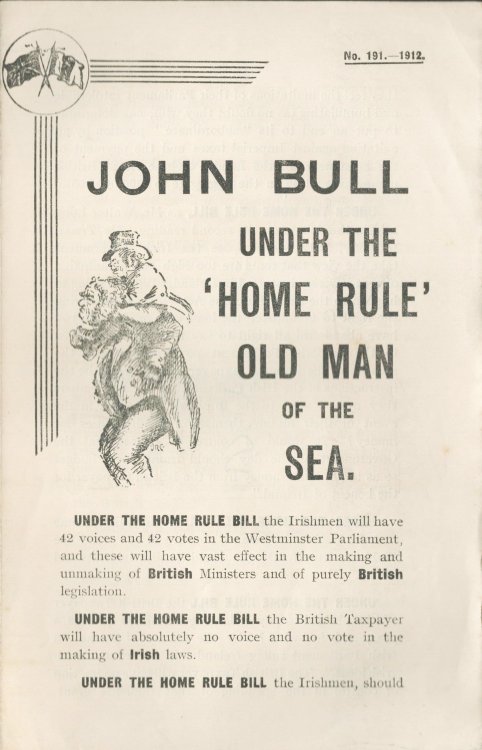 No. 191.—1912.
JOHN BULL
UNDER THE
'HOME RULE'
OLD MAN
OF THE
SEA.
UNDER THE HOME RULE BILL the Irishmen will have
42 voices and 42 votes in the Westminster Parliament,
and these will have vast effect in the making and
unmaking of British Ministers and of purely British
legislation.
UNDER THE HOME RULE BILL the British Taxpayer
will have absolutely no voice and no vote in the
making of Irish laws.
UNDER THE HOME RULE BILL the Irishmen, should